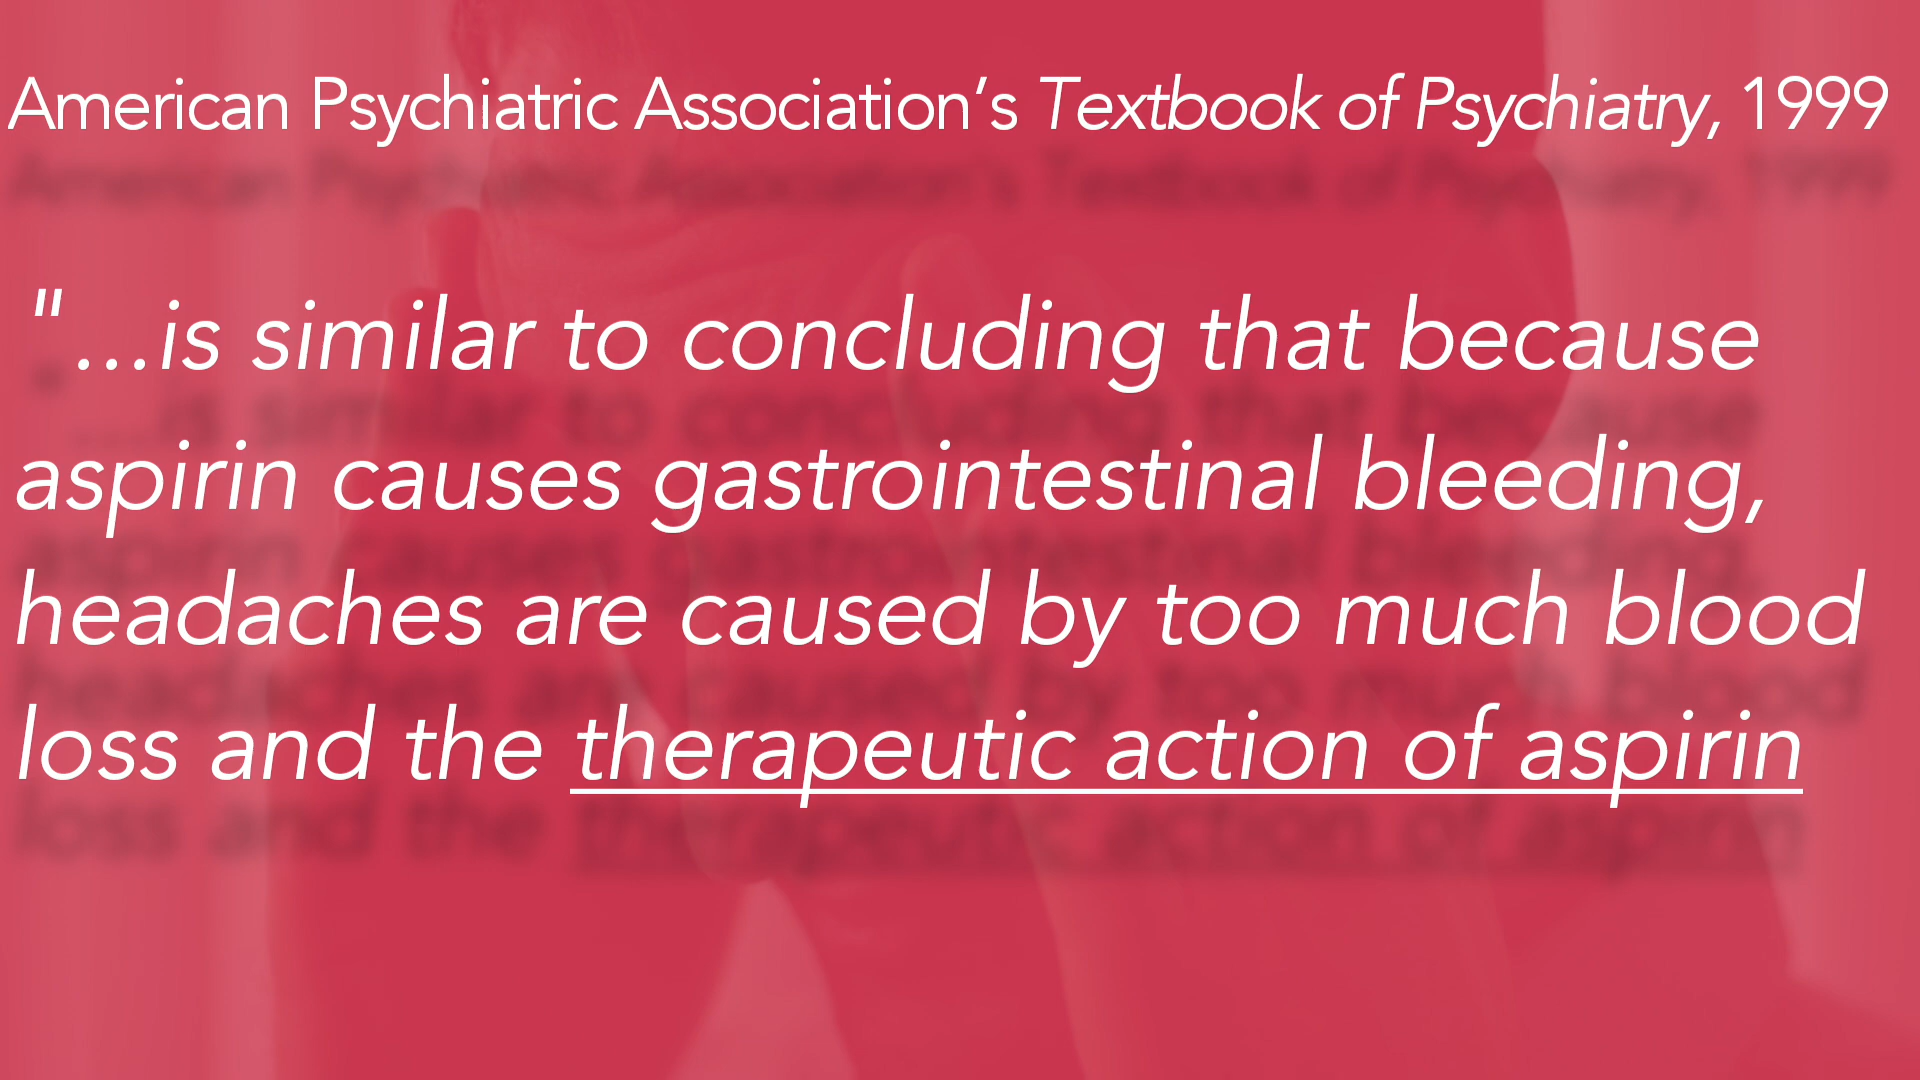 American Psychiatric Association’s Textbook of Psychiatry, 1999
"...is similar to concluding that because
aspirin causes gastrointestinal bleeding,
headaches are caused by too much blood
loss and the therapeutic action of aspirin